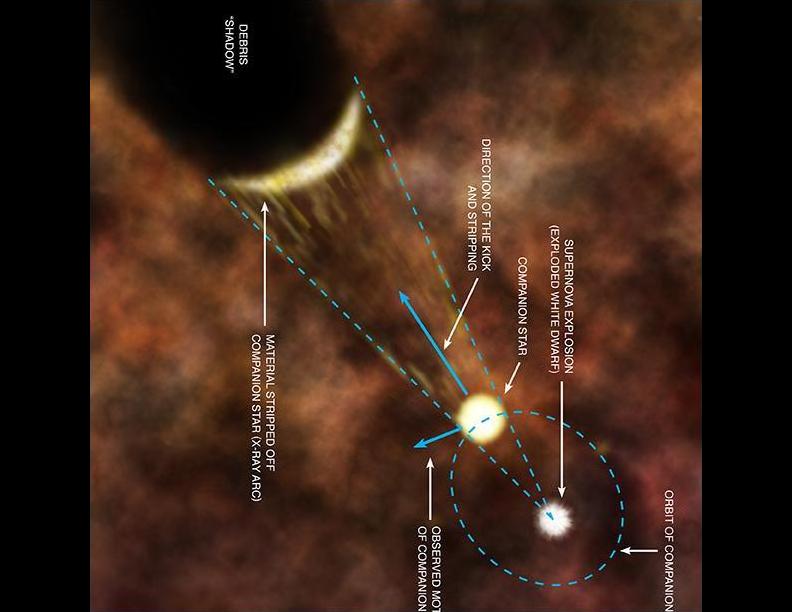 DEBRIS
"SHADOW"
DIRECTION OF THE KICK
AND STRIPPING
SUPERNOVA EXPLOSION
(EXPLODED WHITE DWARF)
COMPANION STAR
MATERIAL STRIPPED OFF
COMPANION STAR (X-RAY ARC)
OBSERVED MOT
OF COMPANION
ORBIT OF COMPANION